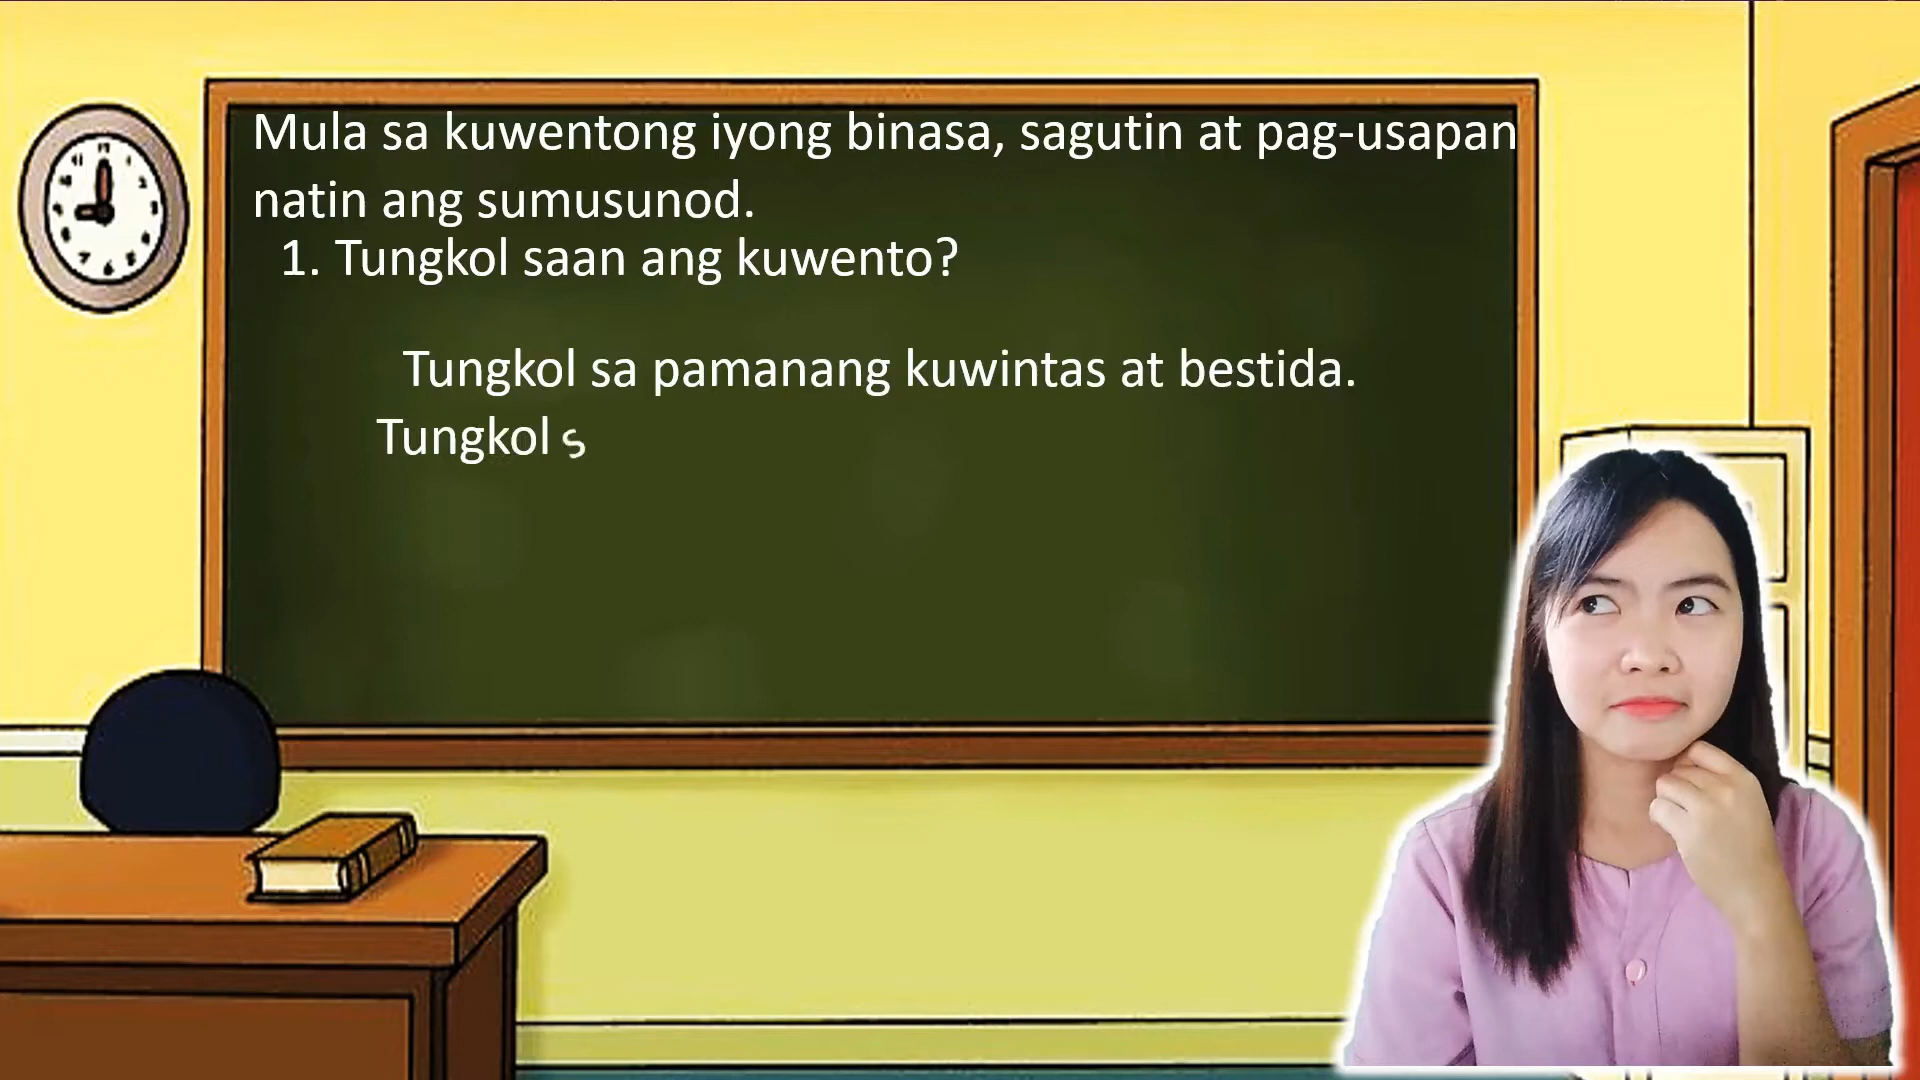 Mula sa kuwentong iyong binasa, sagutin at pag-usapan
natin ang sumusunod.
1. Tungkol saan ang kuwento?
Tungkol sa pamanang kuwintas at bestida.
Tungkol s